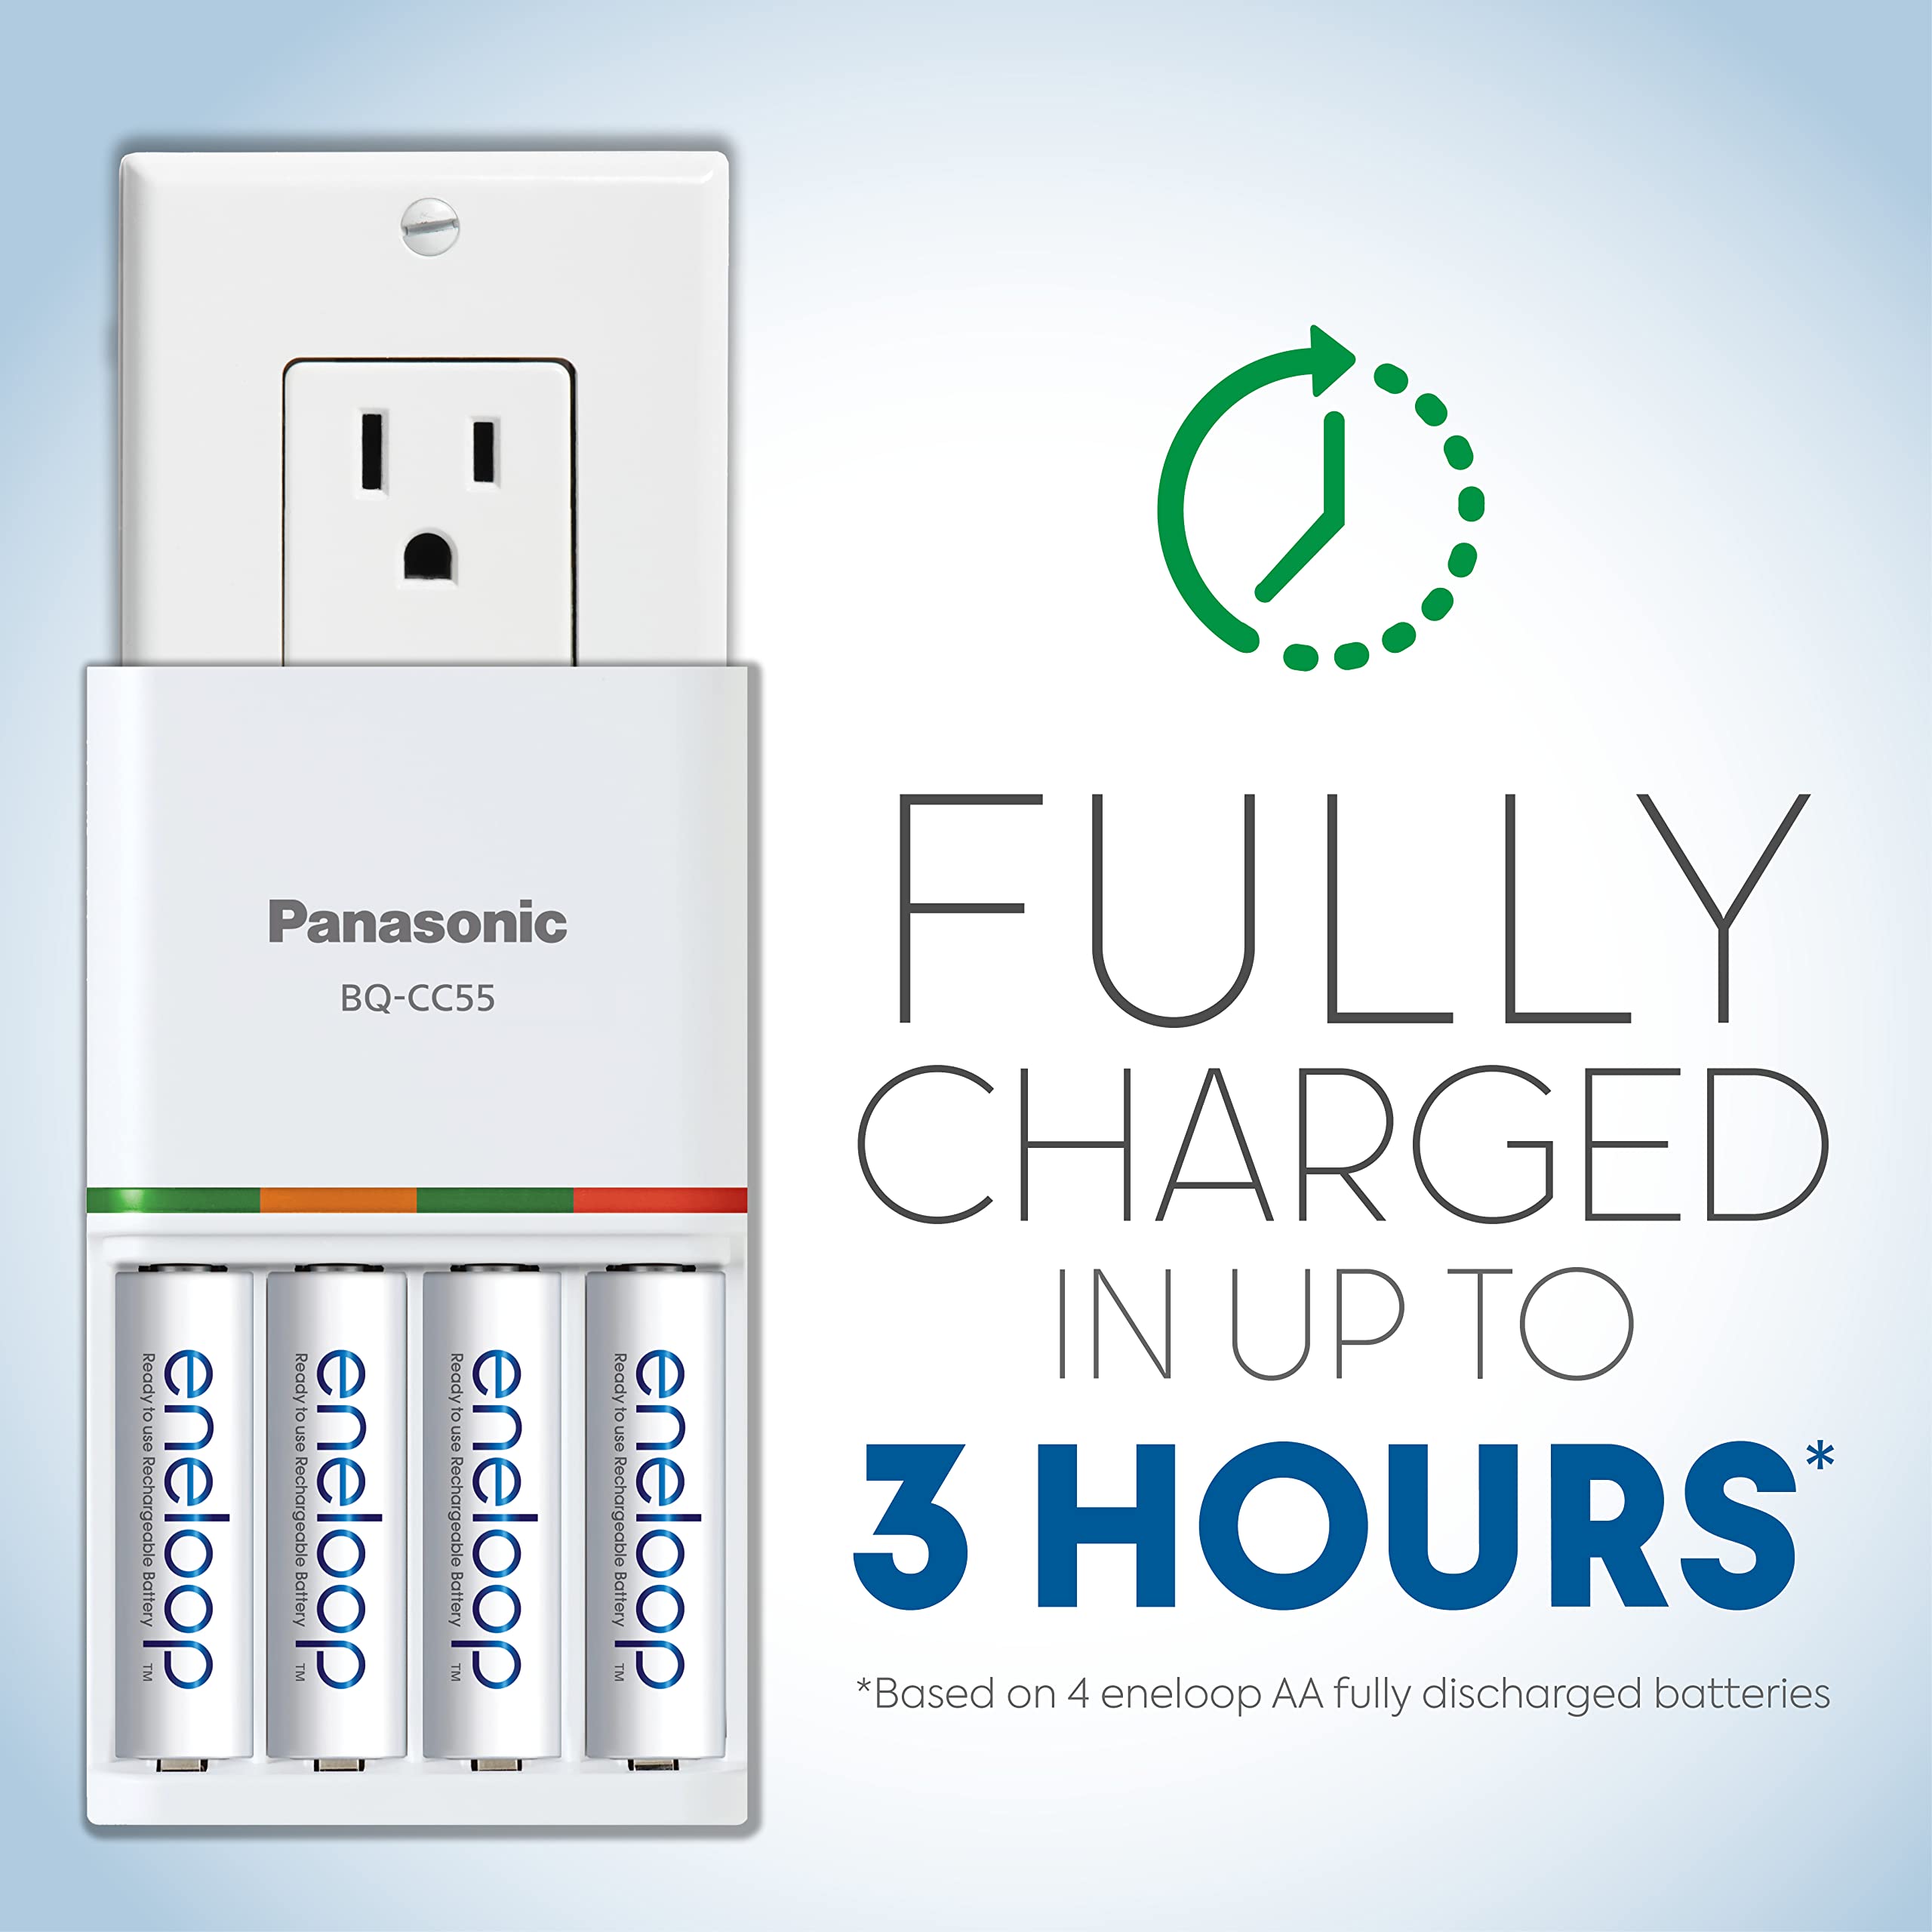 Panasonic
BQ-CC55
eneloop
Ready to use Rechargeable Battery ™
eneloop
Ready to use Rechargeable Battery ™
eneloop
Ready to use Rechargeable Battery ™
eneloop
Ready to use Rechargeable Battery ™
FULLY
CHARGED
IN UP TO
3 HOURS*
*Based on 4 eneloop AA fully discharged batteries